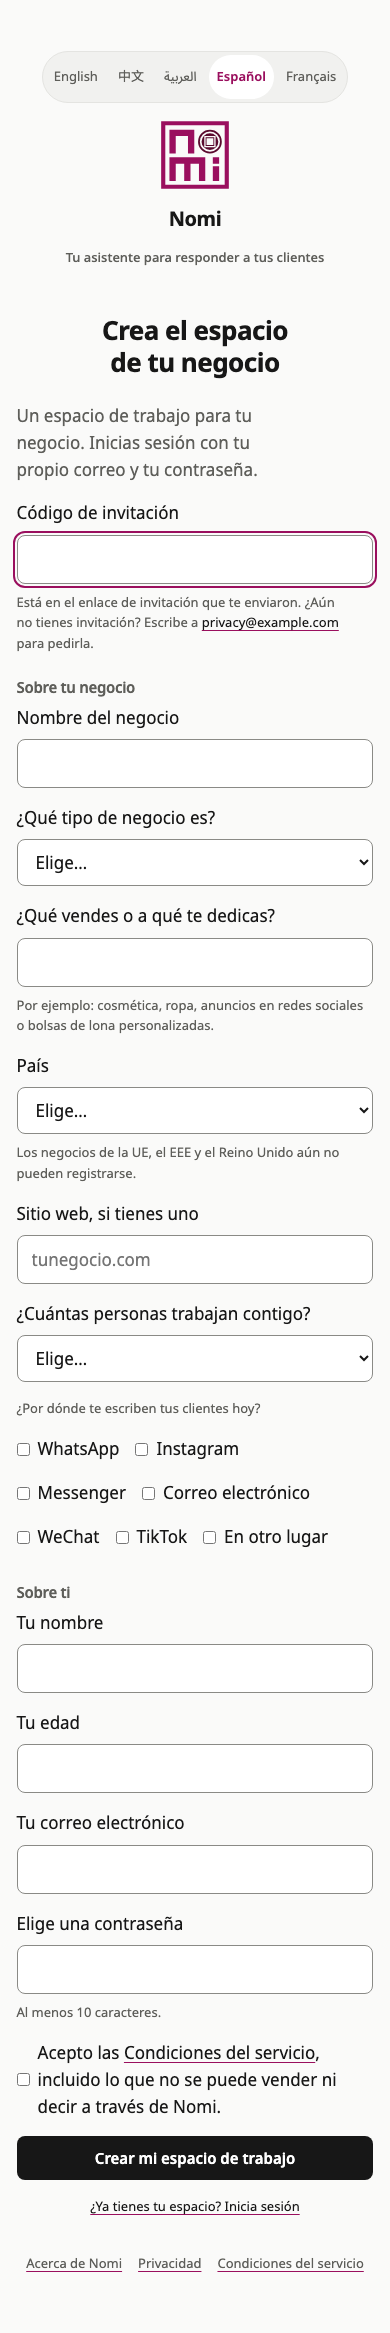 English 中文 العربية Español Français
nomi
Nomi
Tu asistente para responder a tus clientes
Crea el espacio
de tu negocio
Un espacio de trabajo para tu
negocio. Inicias sesión con tu
propio correo y tu contraseña.
Código de invitación
Está en el enlace de invitación que te enviaron. ¿Aún
no tienes invitación? Escribe a privacy@example.com
para pedirla.
Sobre tu negocio
Nombre del negocio
¿Qué tipo de negocio es?
Elige...
¿Qué vendes o a qué te dedicas?
Por ejemplo: cosmética, ropa, anuncios en redes sociales
o bolsas de lona personalizadas.
País
Elige...
Los negocios de la UE, el EEE y el Reino Unido aún no
pueden registrarse.
Sitio web, si tienes uno
tunegocio.com
¿Cuántas personas trabajan contigo?
Elige...
¿Por dónde te escriben tus clientes hoy?
WhatsApp Instagram
Messenger Correo electrónico
WeChat TikTok En otro lugar
Sobre ti
Tu nombre
Tu edad
Tu correo electrónico
Elige una contraseña
Al menos 10 caracteres.
Acepto las Condiciones del servicio,
incluido lo que no se puede vender ni
decir a través de Nomi.
Crear mi espacio de trabajo
¿Ya tienes tu espacio? Inicia sesión
Acerca de Nomi Privacidad Condiciones del servicio